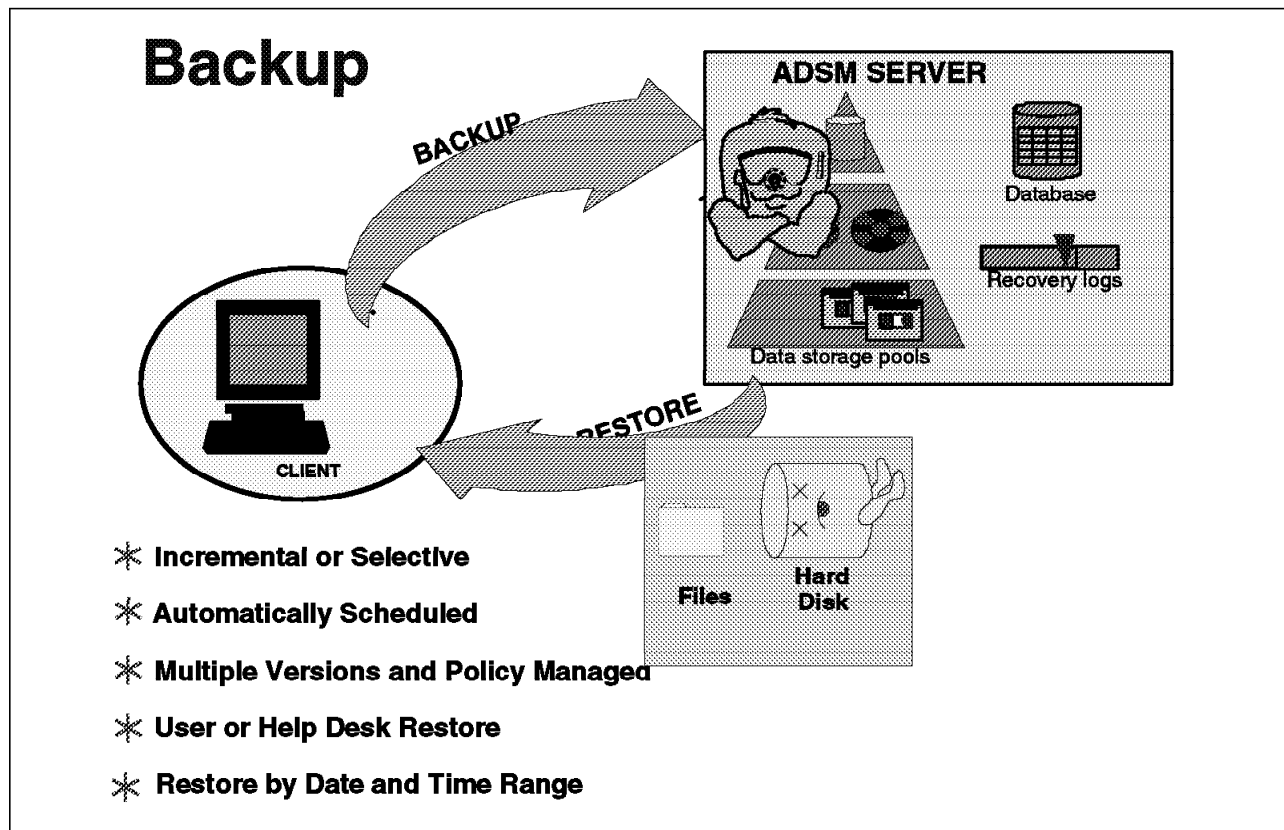 Backup
BACKUP
ADSM SERVER
Database
Recovery logs
Data storage pools
CLIENT
RESTORE
Files
Hard
Disk
Incremental or Selective
Automatically Scheduled
Multiple Versions and Policy Managed
User or Help Desk Restore
Restore by Date and Time Range